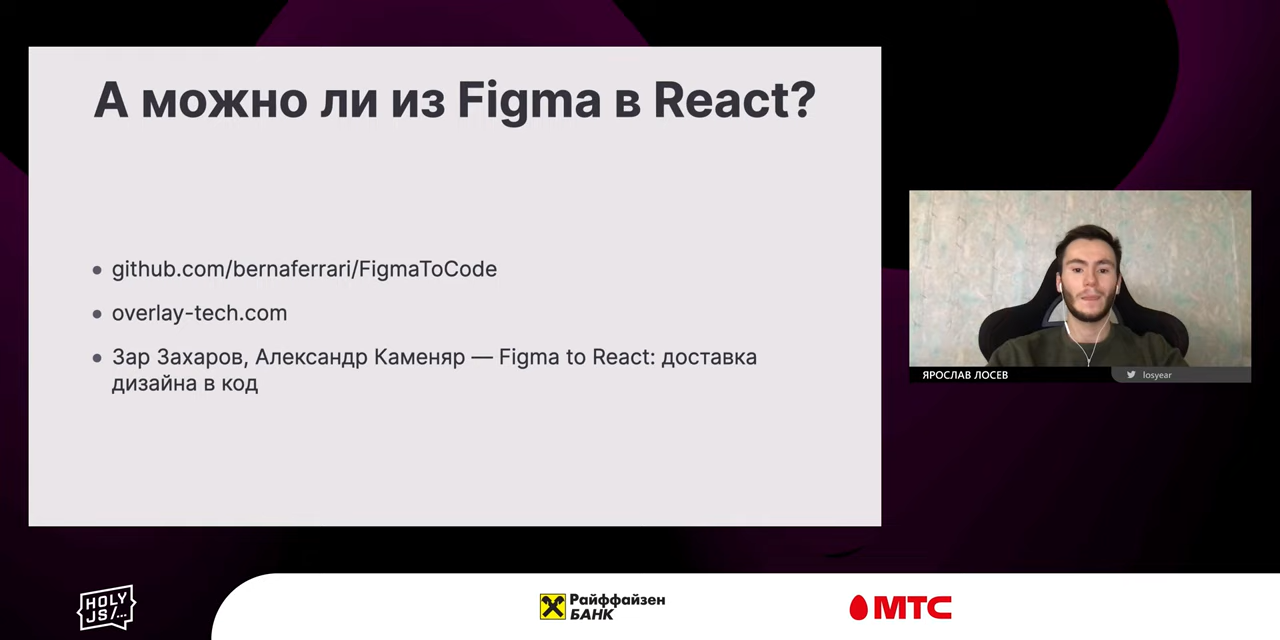 А можно ли из Figma в React?
github.com/bernaferrari/FigmaToCode
overlay-tech.com
Зар Захаров, Александр Каменяр — Figma to React: доставка
дизайна в код
ЯРОСЛАВ ЛОСЕВ
losyear
HOLY
JS/...
Райффайзен
БАНК
МТС